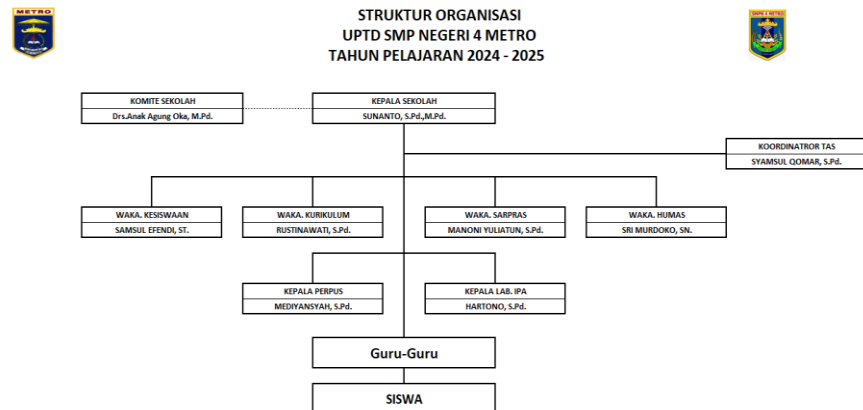 METRO
SMPN 4 METRO
STRUKTUR ORGANISASI
UPTD SMP NEGERI 4 METRO
TAHUN PELAJARAN 2024 - 2025
KOMITE SEKOLAH
Drs.Anak Agung Oka, M.Pd.
KEPALA SEKOLAH
SUNANTO, S.Pd.,M.Pd.
KOORDINATROR TAS
SYAMSUL QOMAR, S.Pd.
WAKA. KESISWAAN
SAMSUL EFENDI, ST.
WAKA. KURIKULUM
RUSTINAWATI, S.Pd.
WAKA. SARPRAS
MANONI YULIATUN, S.Pd.
WAKA. HUMAS
SRI MURDOKO, SN.
KEPALA PERPUS
MEDIYANSYAH, S.Pd.
KEPALA LAB. IPA
HARTONO, S.Pd.
Guru-Guru
SISWA